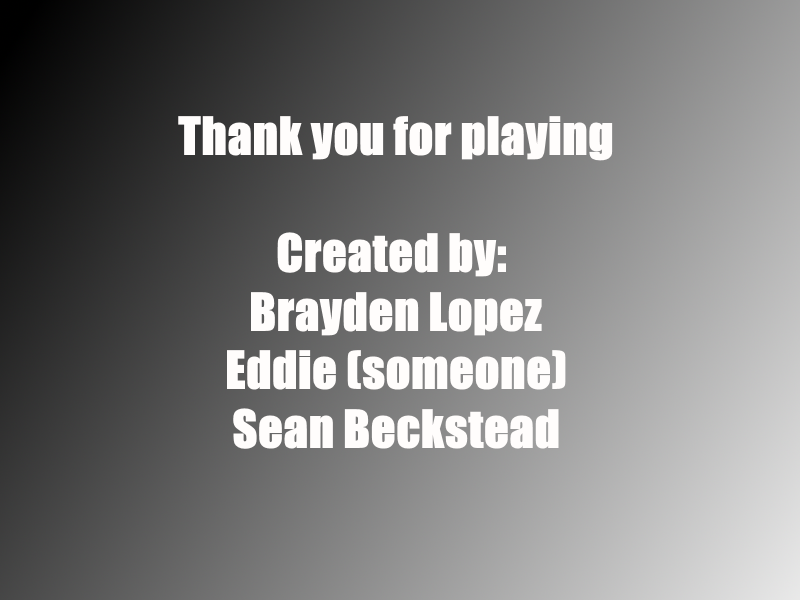 Thank you for playing
Created by:
Brayden Lopez
Eddie (someone)
Sean Beckstead